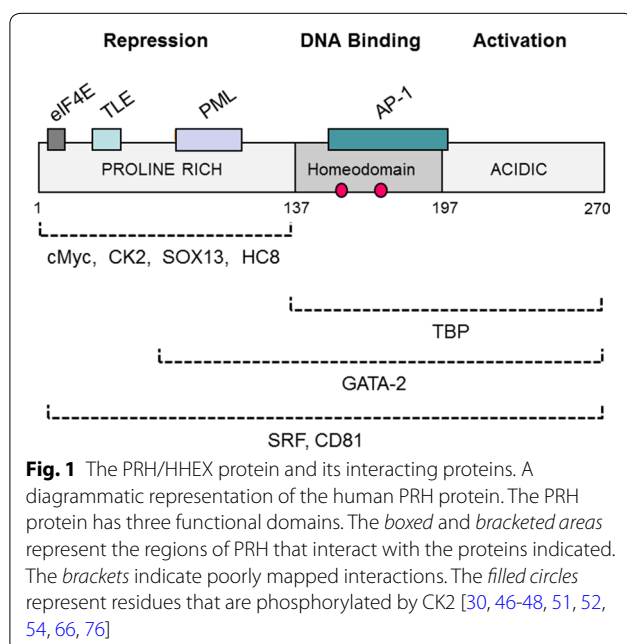 Repression DNA Binding Activation
eIF4E TLE PML AP-1
PROLINE RICH Homeodomain ACIDIC
1 137 197 270
cMyc, CK2, SOX13, HC8
TBP
GATA-2
SRF, CD81
Fig. 1 The PRH/HHEX protein and its interacting proteins. A
diagrammatic representation of the human PRH protein. The PRH
protein has three functional domains. The boxed and bracketed areas
represent the regions of PRH that interact with the proteins indicated.
The brackets indicate poorly mapped interactions. The filled circles
represent residues that are phosphorylated by CK2 [30, 46-48, 51, 52,
54, 66, 76]